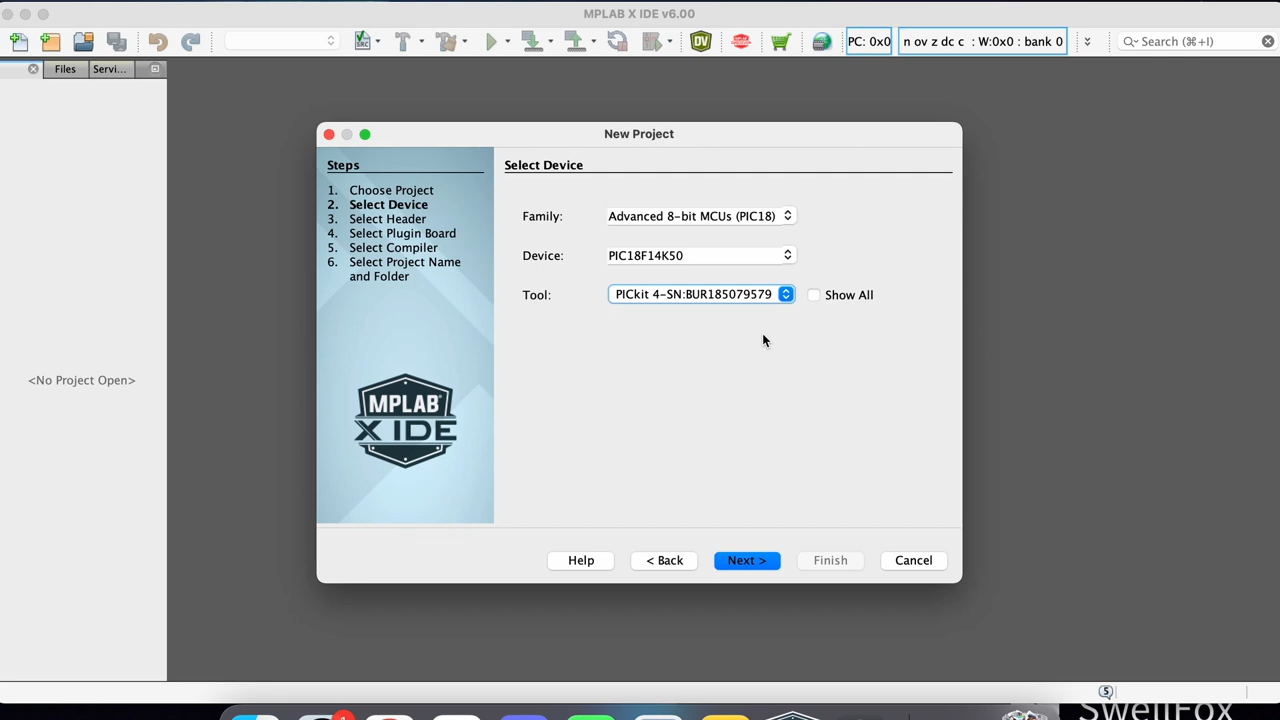 MPLAB X IDE v6.00
PC: 0x0
n ov z dc c : W:0x0 : bank 0
Search (⌘+I)
Files
Servi...
New Project
Steps
Select Device
1. Choose Project
2. Select Device
3. Select Header
4. Select Plugin Board
5. Select Compiler
6. Select Project Name
and Folder
Family:
Advanced 8-bit MCUs (PIC18)
Device:
PIC18F14K50
Tool:
PICkit 4-SN:BUR185079579
Show All
<No Project Open>
MPLAB
X IDE
Help
< Back
Next >
Finish
Cancel
5
SwellFox